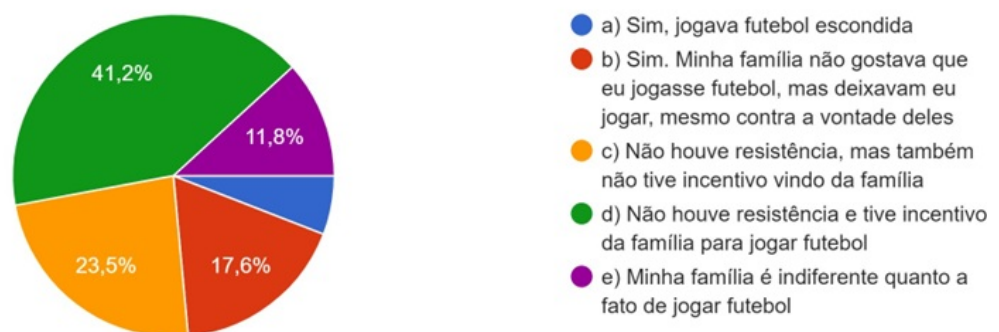 41,2%
11,8%
23,5%
17,6%
a) Sim, jogava futebol escondida
b) Sim. Minha família não gostava que
eu jogasse futebol, mas deixavam eu
jogar, mesmo contra a vontade deles
c) Não houve resistência, mas também
não tive incentivo vindo da família
d) Não houve resistência e tive incentivo
da família para jogar futebol
e) Minha família é indiferente quanto a
fato de jogar futebol